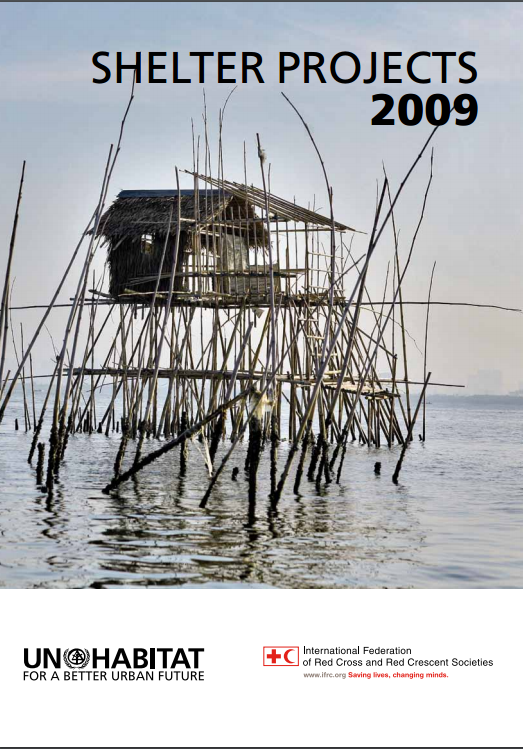 SHELTER PROJECTS
2009
UN HABITAT
FOR A BETTER URBAN FUTURE
International Federation
of Red Cross and Red Crescent Societies
www.ifrc.org Saving lives, changing minds.